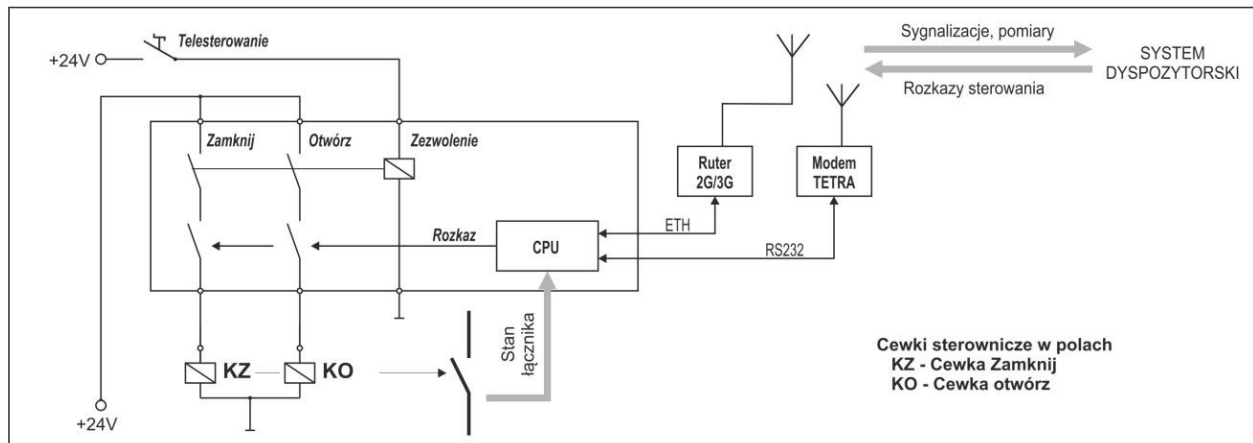 Telesterowanie
+24V
Sygnalizacje, pomiary
SYSTEM
DYSPOZYTORSKI
Rozkazy sterowania
Zamknij
Otwórz
Zezwolenie
Ruter
2G/3G
Modem
TETRA
ETH
Rozkaz
CPU
RS232
Stan
łącznika
KZ
KO
Cewki sterownicze w polach
KZ - Cewka Zamknij
KO - Cewka otwórz
+24V